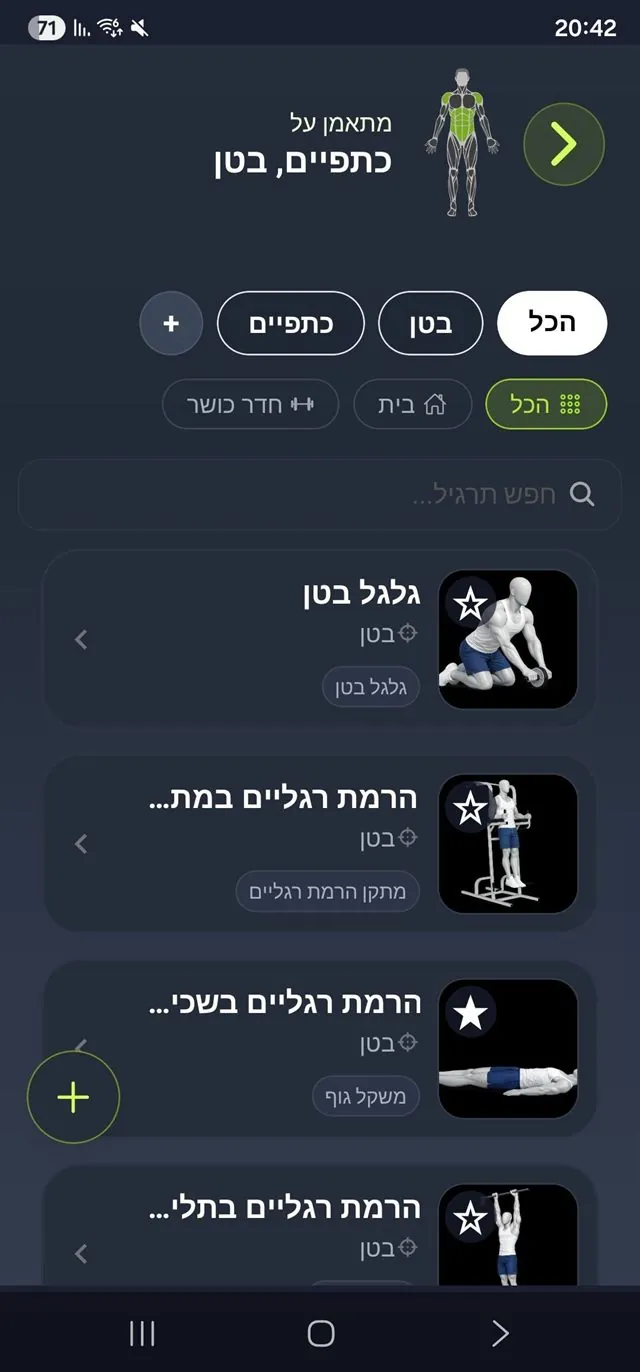 71
20:42
מתאמן על
כתפיים, בטן
הכל
בטן
כתפיים
+
הכל
בית
חדר כושר
חפש תרגיל...
גלגל בטן
בטן
גלגל בטן
הרמת רגליים במת...
בטן
מתקן הרמת רגליים
הרמת רגליים בשכי...
בטן
משקל גוף
+
הרמת רגליים בתלי...
בטן